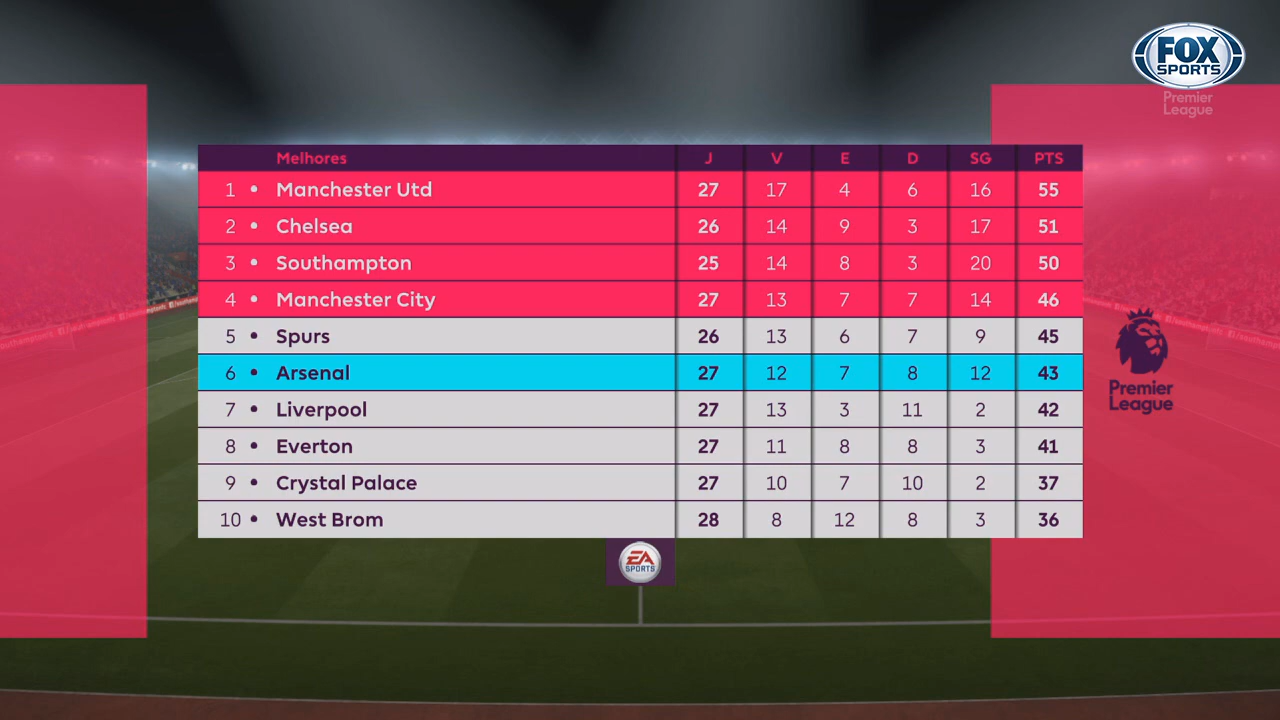 FOX
SPORTS
Premier
League
Melhores J V E D SG PTS
1 • Manchester Utd 27 17 4 6 16 55
2 • Chelsea 26 14 9 3 17 51
3 • Southampton 25 14 8 3 20 50
4 • Manchester City 27 13 7 7 14 46
5 • Spurs 26 13 6 7 9 45
6 • Arsenal 27 12 7 8 12 43
7 • Liverpool 27 13 3 11 2 42
8 • Everton 27 11 8 8 3 41
9 • Crystal Palace 27 10 7 10 2 37
10 • West Brom 28 8 12 8 3 36
Premier
League
EA
SPORTS